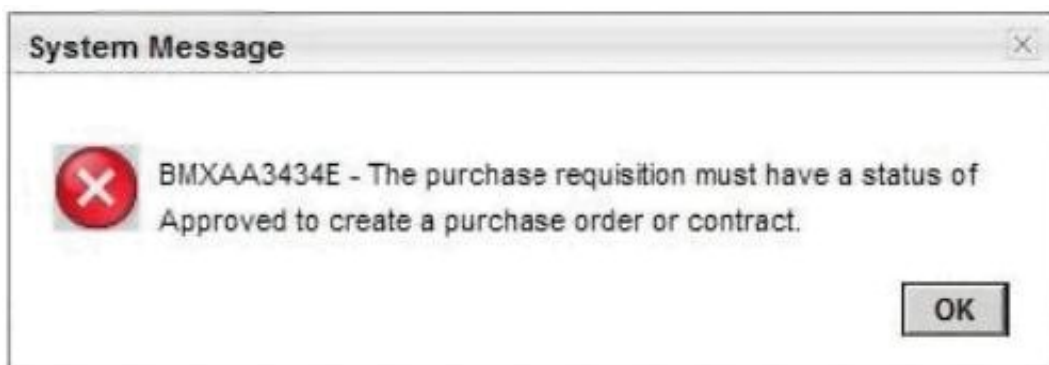 System Message
BMXAA3434E - The purchase requisition must have a status of
Approved to create a purchase order or contract.
OK